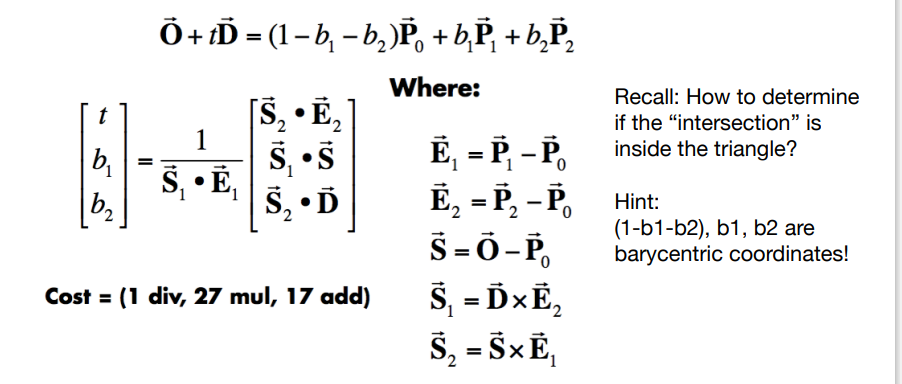 O⃗ + tD⃗ = (1 – b₁ – b₂)P⃗₀ + b₁P⃗₁ + b₂P⃗₂
Where:
[t b₁ b₂] = 1 / (S⃗₁ • E⃗₁) [S⃗₂ • E⃗₂ S⃗₁ • S⃗ S⃗₂ • D⃗]
E⃗₁ = P⃗₁ – P⃗₀
E⃗₂ = P⃗₂ – P⃗₀
S⃗ = O⃗ – P⃗₀
S⃗₁ = D⃗ × E⃗₂
S⃗₂ = S⃗ × E⃗₁
Cost = (1 div, 27 mul, 17 add)
Recall: How to determine
if the “intersection” is
inside the triangle?
Hint:
(1-b1-b2), b1, b2 are
barycentric coordinates!